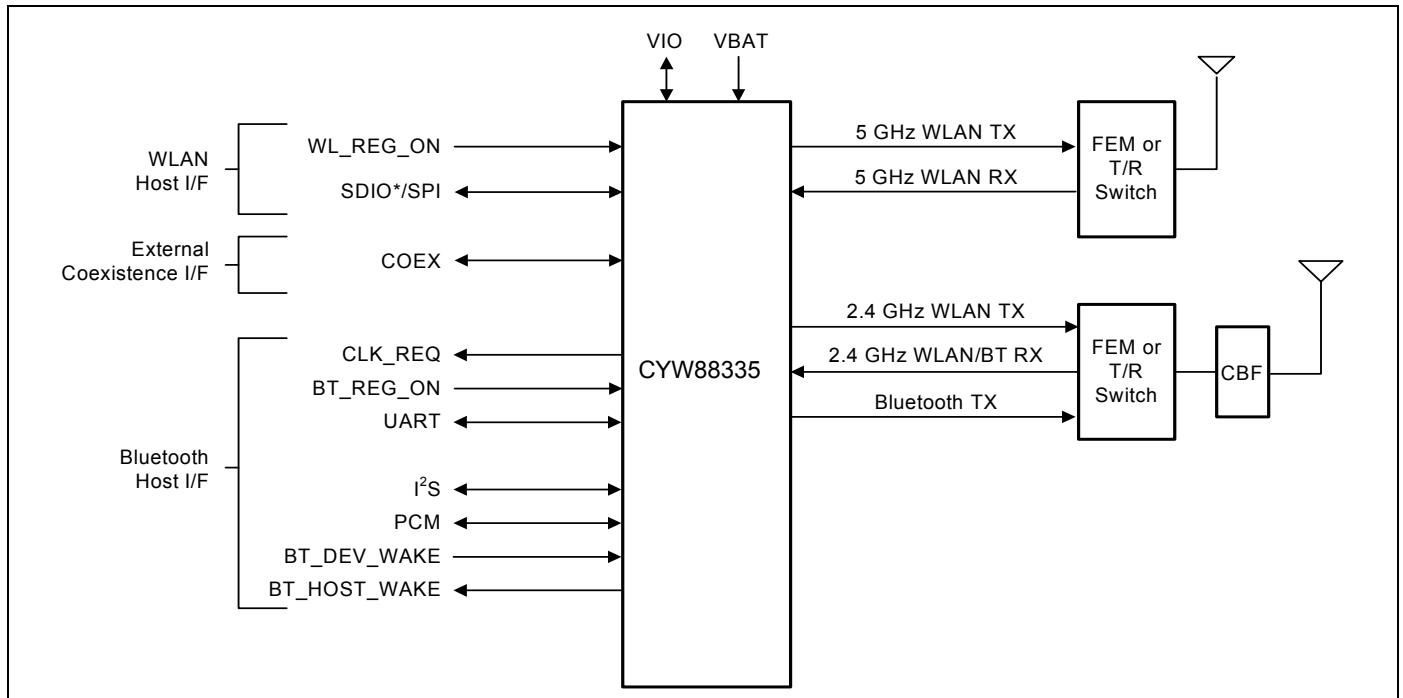 VIO
VBAT
WLAN
Host I/F
WL_REG_ON
SDIO*/SPI
External
Coexistence I/F
COEX
Bluetooth
Host I/F
CLK_REQ
BT_REG_ON
UART
I²S
PCM
BT_DEV_WAKE
BT_HOST_WAKE
CYW88335
5 GHz WLAN TX
5 GHz WLAN RX
FEM or
T/R
Switch
2.4 GHz WLAN TX
2.4 GHz WLAN/BT RX
Bluetooth TX
FEM or
T/R
Switch
CBF